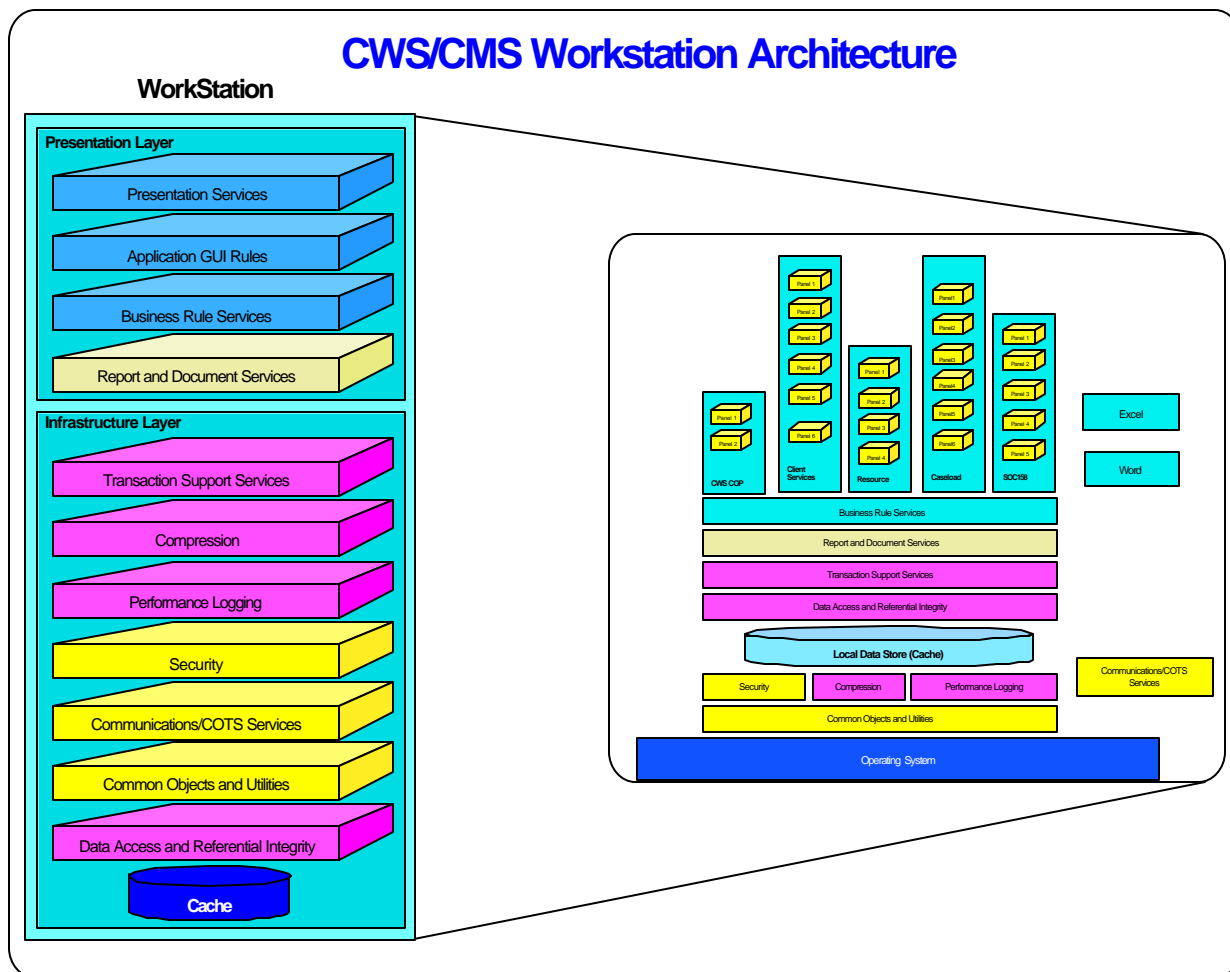 CWS/CMS Workstation Architecture
WorkStation
Presentation Layer
Presentation Services
Application GUI Rules
Business Rule Services
Report and Document Services
Infrastructure Layer
Transaction Support Services
Compression
Performance Logging
Security
Communications/COTS Services
Common Objects and Utilities
Data Access and Referential Integrity
Cache
Panel 1
Panel 2
CWS COP
Panel 1
Panel 2
Panel 3
Panel 4
Panel 5
Panel 6
Client
Services
Panel 1
Panel 2
Panel 3
Panel 4
Resource
Panel1
Panel2
Panel3
Panel4
Panel5
Panel6
Caseload
Panel 1
Panel 2
Panel 3
Panel 4
Panel 5
SOC158
Excel
Word
Business Rule Services
Report and Document Services
Transaction Support Services
Data Access and Referential Integrity
Local Data Store (Cache)
Security
Compression
Performance Logging
Communications/COTS
Services
Common Objects and Utilities
Operating System